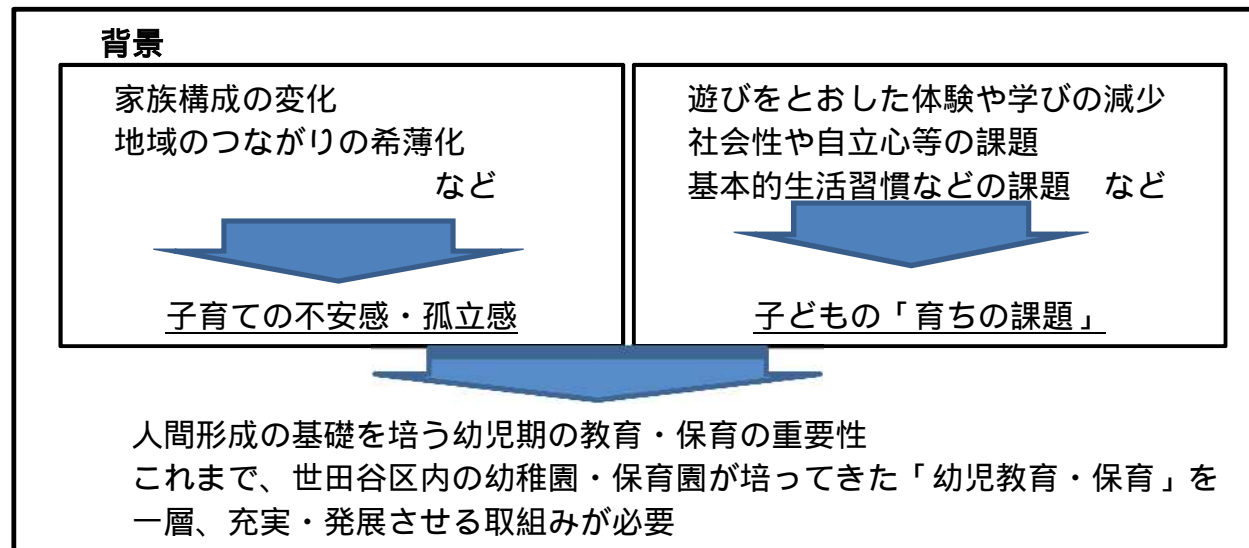 背景
家族構成の変化
地域のつながりの希薄化
など
子育ての不安感・孤立感
遊びをとおした体験や学びの減少
社会性や自立心等の課題
基本的生活習慣などの課題　など
子どもの「育ちの課題」
人間形成の基礎を培う幼児期の教育・保育の重要性
これまで、世田谷区内の幼稚園・保育園が培ってきた「幼児教育・保育」を
一層、充実・発展させる取組みが必要